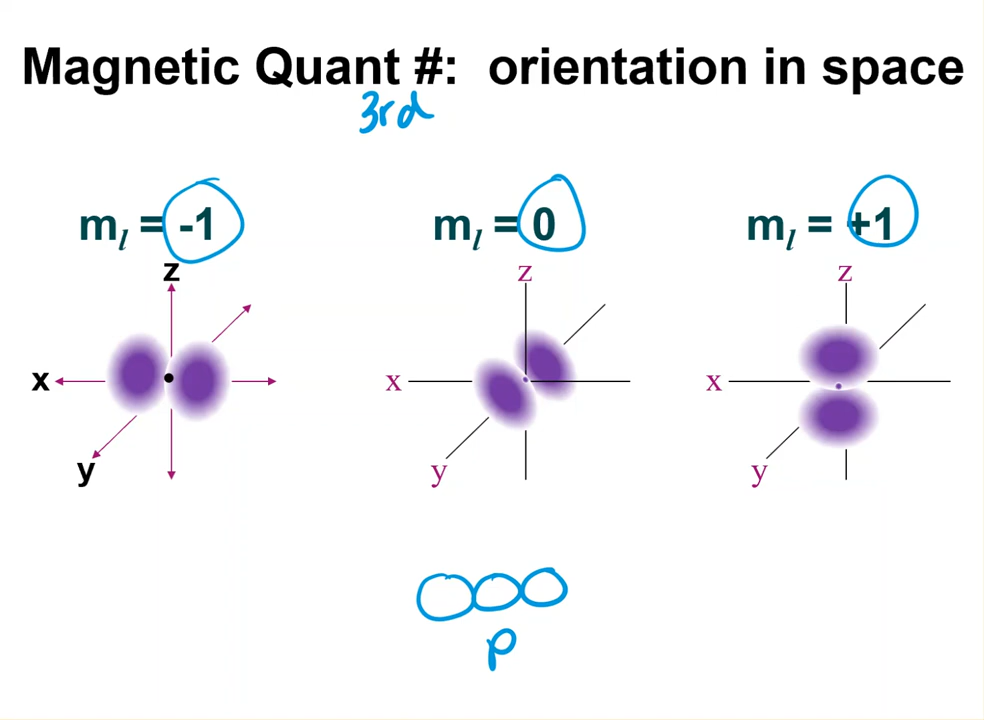 Magnetic Quant #: orientation in space
3rd
mₗ = -1
mₗ = 0
mₗ = +1
z
z
z
x
x
x
y
y
y
p